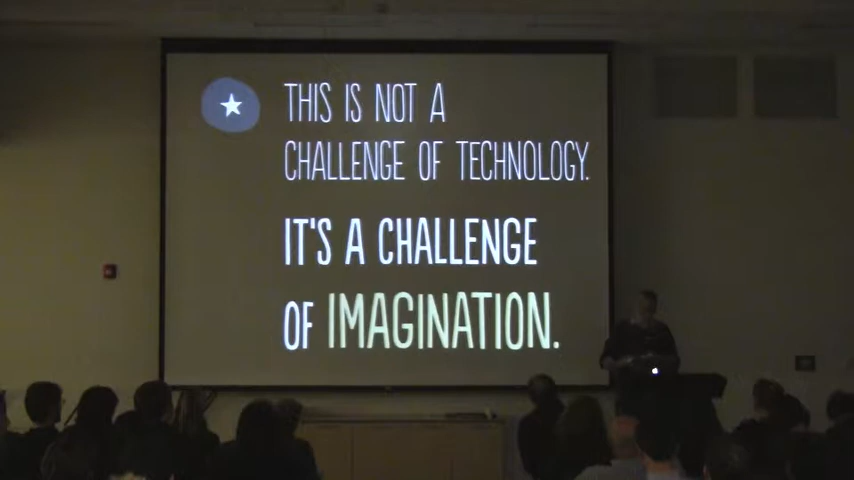 THIS IS NOT A
CHALLENGE OF TECHNOLOGY.
IT'S A CHALLENGE
OF IMAGINATION.